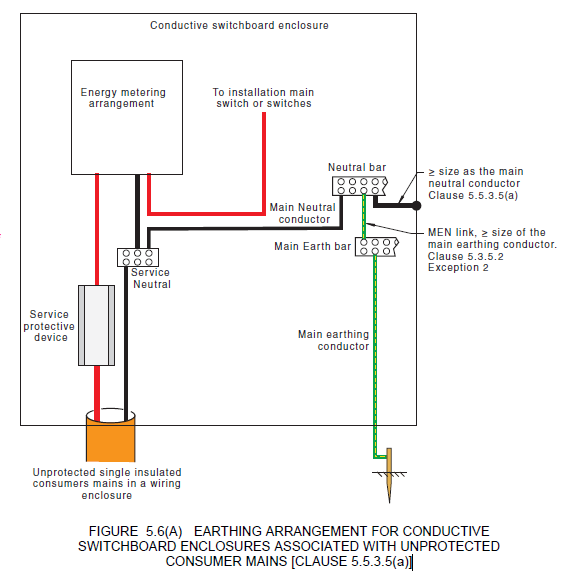 Conductive switchboard enclosure
Energy metering
arrangement
To installation main
switch or switches
Neutral bar
≥ size as the main
neutral conductor
Clause 5.5.3.5(a)
Main Neutral
conductor
MEN link, ≥ size of the
main earthing conductor.
Clause 5.3.5.2
Exception 2
Main Earth bar
Service
Neutral
Service
protective
device
Main earthing
conductor
Unprotected single insulated
consumers mains in a wiring
enclosure
FIGURE 5.6(A) EARTHING ARRANGEMENT FOR CONDUCTIVE
SWITCHBOARD ENCLOSURES ASSOCIATED WITH UNPROTECTED
CONSUMER MAINS [CLAUSE 5.5.3.5(a)]